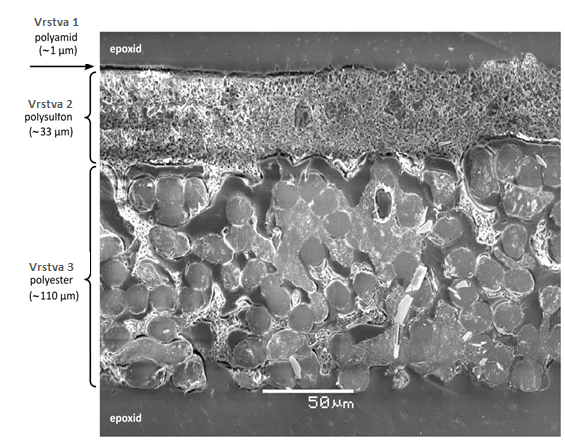 Vrstva 1
polyamid
(~1 µm)
epoxid
Vrstva 2
polysulfon
(~33 µm)
Vrstva 3
polyester
(~110 µm)
50µm
epoxid